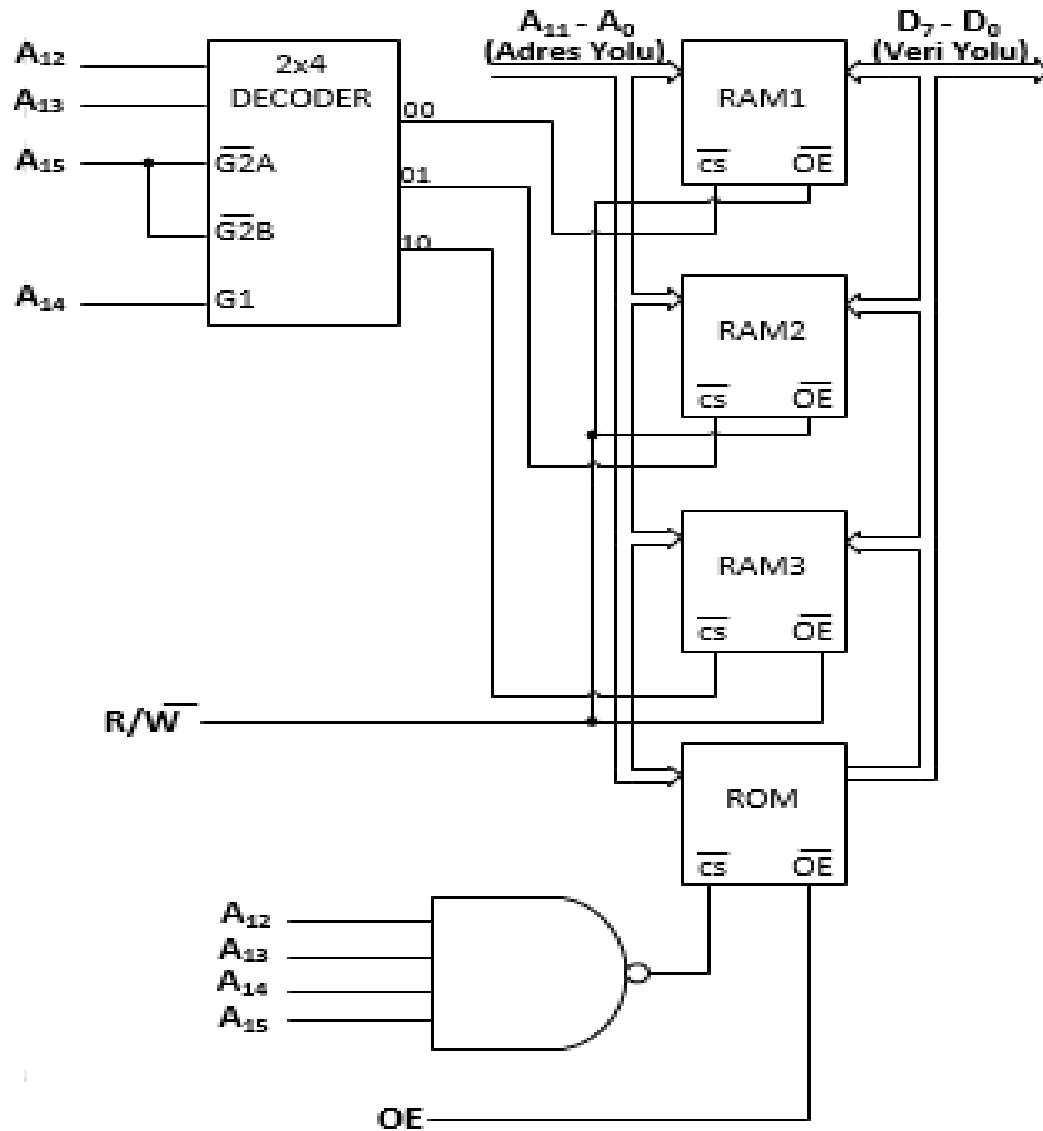 A₁₂
A₁₃
A₁₅
A₁₄
2x4
DECODER
G2A
G2B
G1
00
01
10
A₁₁ - A₀
(Adres Yolu)
D₇ - D₀
(Veri Yolu)
RAM1
CS OE
RAM2
CS OE
RAM3
CS OE
R/W
ROM
CS OE
A₁₂
A₁₃
A₁₄
A₁₅
OE